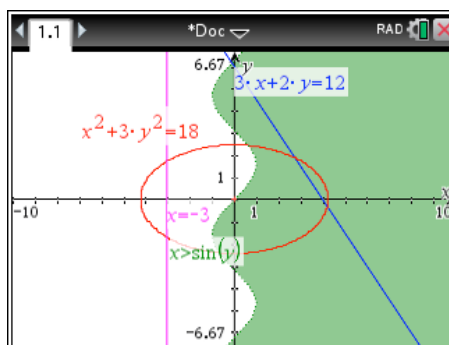 1.1 *Doc RAD
6.67 y
3·x+2·y=12
x²+3·y²=18
1
x
-10 x=-3 1 10
x>sin(y)
-6.67